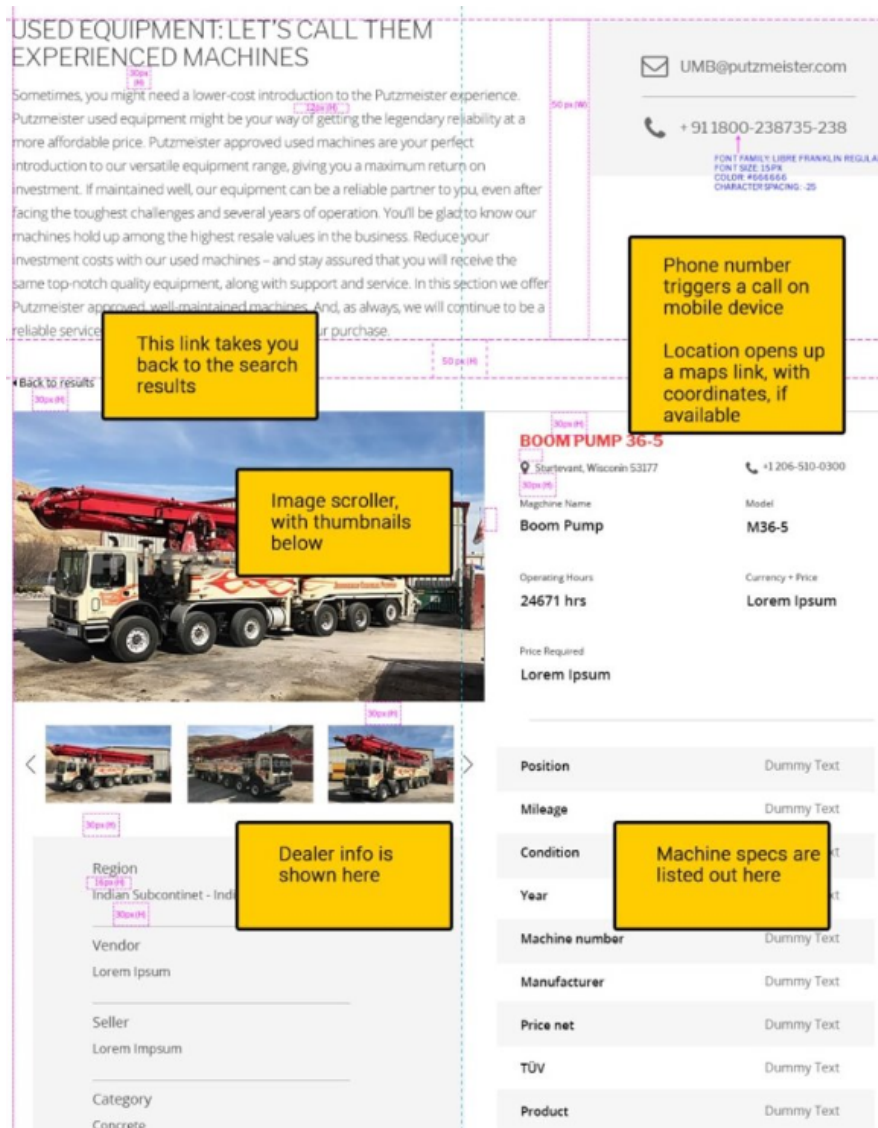 USED EQUIPMENT: LET'S CALL THEM
EXPERIENCED MACHINES
30px
(H)
Sometimes, you might need a lower-cost introduction to the Putzmeister experience.
12px (H)
Putzmeister used equipment might be your way of getting the legendary reliability at a
more affordable price. Putzmeister approved used machines are your perfect
introduction to our versatile equipment range, giving you a maximum return on
investment. If maintained well, our equipment can be a reliable partner to you, even after
facing the toughest challenges and several years of operation. You'll be glad to know our
machines hold up among the highest resale values in the business. Reduce your
investment costs with our used machines – and stay assured that you will receive the
same top-notch quality equipment, along with support and service. In this section we offer
Putzmeister approved, well-maintained machines. And, as always, we will continue to be a
reliable service
ur purchase.
50 px (W)
UMB@putzmeister.com
+ 91 1800-238735-238
FONT FAMILY: LIBRE FRANKLIN REGULA
FONT SIZE: 15PX
COLOR: #666666
CHARACTER SPACING: -25
Phone number
triggers a call on
mobile device
Location opens up
a maps link, with
coordinates, if
available
This link takes you
back to the search
results
50 px (H)
Back to results
30px (H)
Image scroller,
with thumbnails
below
30px (H)
BOOM PUMP 36-5
Sturtevant, Wisconin 53177
+1 206-510-0300
30px (H)
Magchine Name
Model
Boom Pump
M36-5
Operating Hours
Currency + Price
24671 hrs
Lorem Ipsum
Price Required
Lorem Ipsum
30px (H)
30px (H)
Region
16px (H)
Indian Subcontinet - Indi
30px (H)
Dealer info is
shown here
Vendor
Lorem Ipsum
Seller
Lorem Impsum
Category
Concrete
Position Dummy Text
Mileage Dummy Text
Condition xt
Machine specs are
listed out here
Year xt
Machine number Dummy Text
Manufacturer Dummy Text
Price net Dummy Text
TÜV Dummy Text
Product Dummy Text